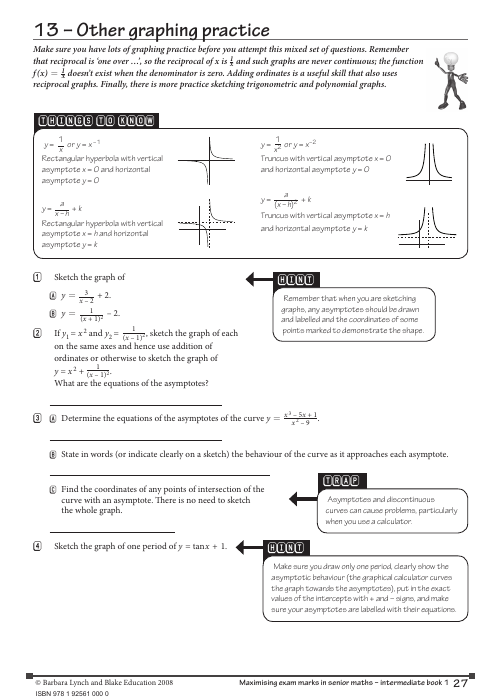 13 – Other graphing practice
Make sure you have lots of graphing practice before you attempt this mixed set of questions. Remember
that reciprocal is 'one over …', so the reciprocal of x is 1/x and such graphs are never continuous; the function
f(x) = 1/x doesn't exist when the denominator is zero. Adding ordinates is a useful skill that also uses
reciprocal graphs. Finally, there is more practice sketching trigonometric and polynomial graphs.
THINGS TO KNOW
y = 1/x or y = x⁻¹
Rectangular hyperbola with vertical
asymptote x = 0 and horizontal
asymptote y = 0
y = 1/x² or y = x⁻²
Truncus with vertical asymptote x = 0
and horizontal asymptote y = 0
y = a/(x – h) + k
Rectangular hyperbola with vertical
asymptote x = h and horizontal
asymptote y = k
y = a/(x – h)² + k
Truncus with vertical asymptote x = h
and horizontal asymptote y = k
1 Sketch the graph of
A y = 3/(x – 2) + 2.
B y = 1/(x + 1)² – 2.
HINT
Remember that when you are sketching
graphs, any asymptotes should be drawn
and labelled and the coordinates of some
points marked to demonstrate the shape.
2 If y₁ = x² and y₂ = 1/(x – 1)², sketch the graph of each
on the same axes and hence use addition of
ordinates or otherwise to sketch the graph of
y = x² + 1/(x – 1)².
What are the equations of the asymptotes?
3 A Determine the equations of the asymptotes of the curve y = (x³ – 5x + 1)/(x² – 9).
B State in words (or indicate clearly on a sketch) the behaviour of the curve as it approaches each asymptote.
C Find the coordinates of any points of intersection of the
curve with an asymptote. There is no need to sketch
the whole graph.
TRAP
Asymptotes and discontinuous
curves can cause problems, particularly
when you use a calculator.
4 Sketch the graph of one period of y = tan x + 1.
HINT
Make sure you draw only one period, clearly show the
asymptotic behaviour (the graphical calculator curves
the graph towards the asymptotes), put in the exact
values of the intercepts with + and – signs, and make
sure your asymptotes are labelled with their equations.
© Barbara Lynch and Blake Education 2008
Maximising exam marks in senior maths – intermediate book 1 27
ISBN 978 1 92561 000 0